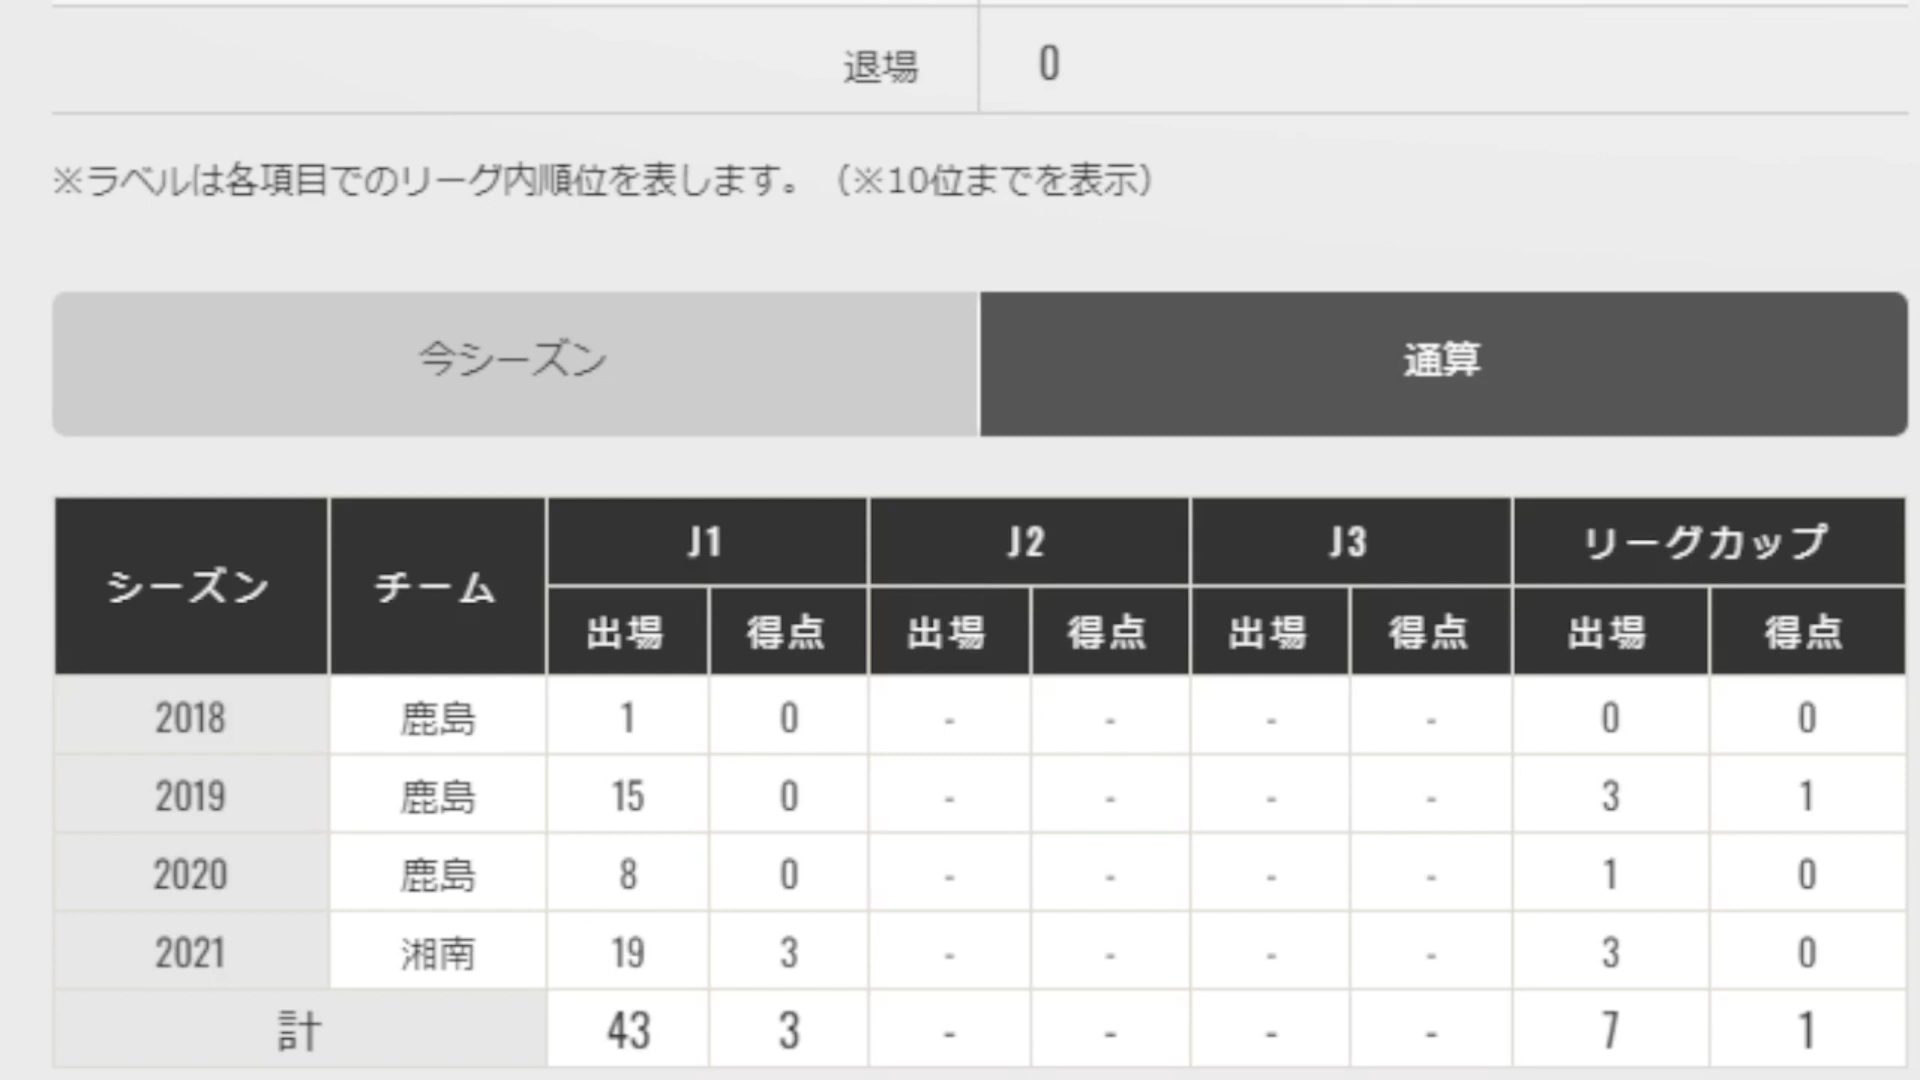 退場 0
※ラベルは各項目でのリーグ内順位を表します。（※10位までを表示）
今シーズン 通算
シーズン チーム J1 J2 J3 リーグカップ
出場 得点 出場 得点 出場 得点 出場 得点
2018 鹿島 1 0 - - - - 0 0
2019 鹿島 15 0 - - - - 3 1
2020 鹿島 8 0 - - - - 1 0
2021 湘南 19 3 - - - - 3 0
計 43 3 - - - - 7 1